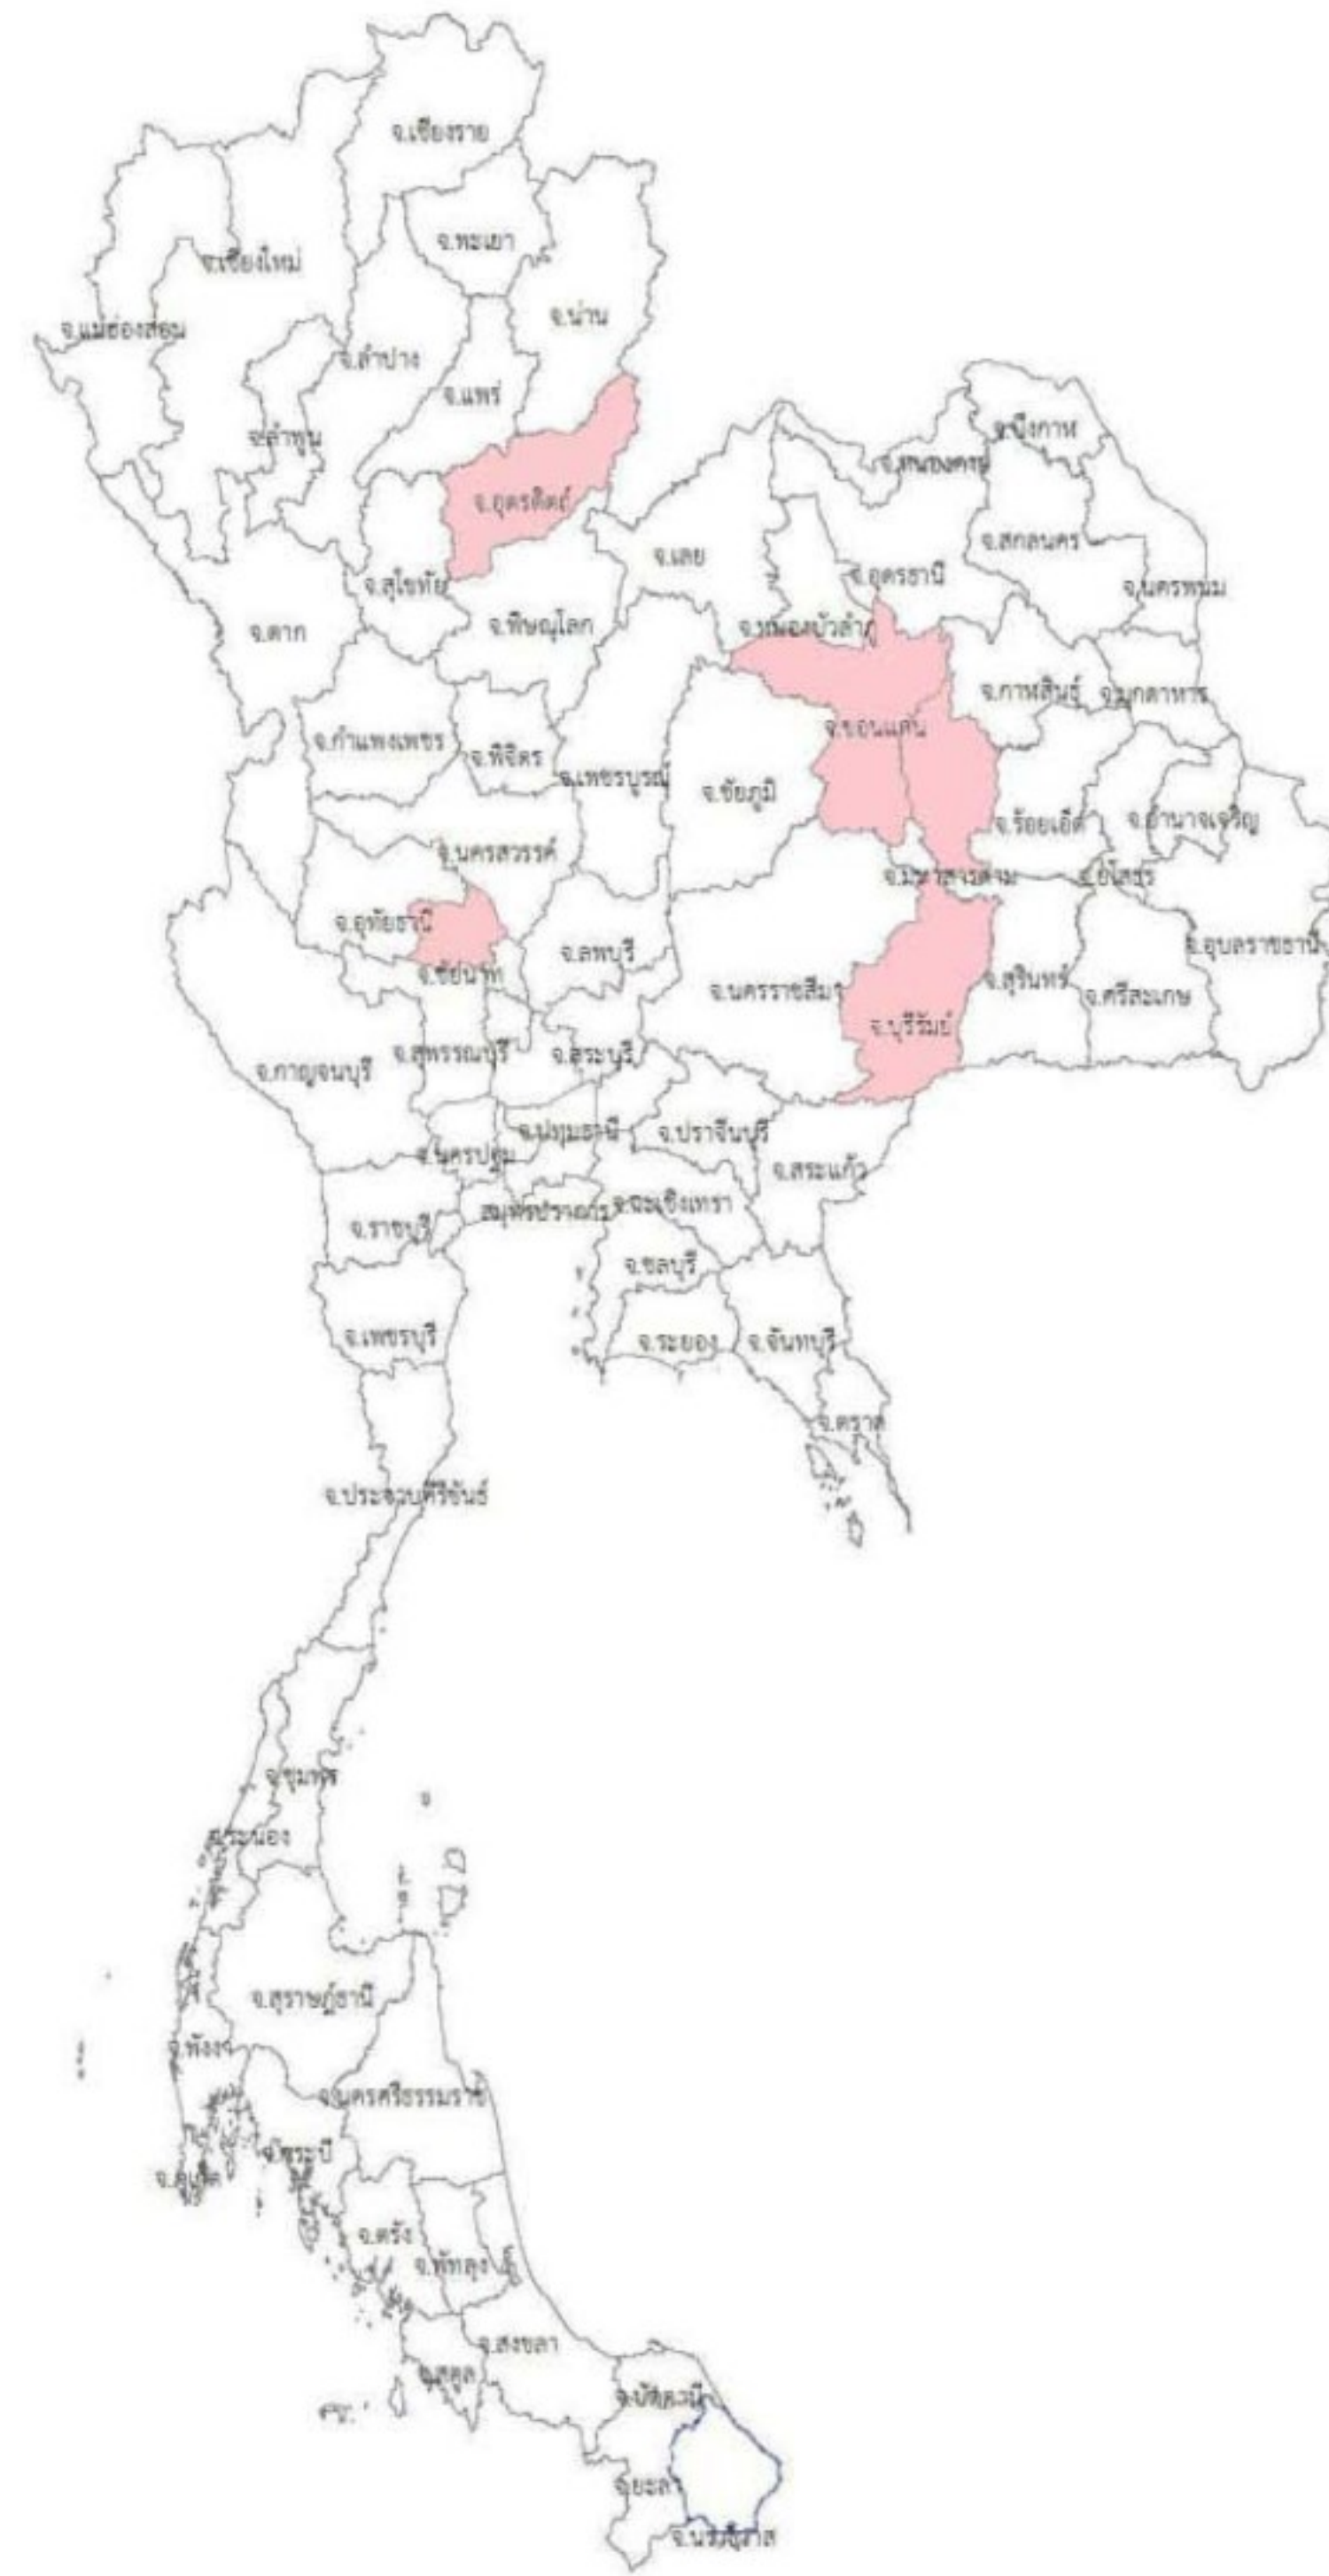 จ.เชียงราย
จ.พะเยา
จ.เชียงใหม่
จ.น่าน
จ.แม่ฮ่องสอน
จ.ลำปาง
จ.แพร่
จ.ลำพูน
จ.บึงกาฬ
จ.หนองคาย
จ.อุตรดิตถ์
จ.สกลนคร
จ.เลย
จ.อุดรธานี
จ.สุโขทัย
จ.นครพนม
จ.ตาก
จ.พิษณุโลก
จ.หนองบัวลำภู
จ.กาฬสินธุ์
จ.มุกดาหาร
จ.ขอนแก่น
จ.กำแพงเพชร
จ.พิจิตร
จ.เพชรบูรณ์
จ.ชัยภูมิ
จ.ร้อยเอ็ด
จ.อำนาจเจริญ
จ.นครสวรรค์
จ.มหาสารคาม
จ.ยโสธร
จ.อุทัยธานี
จ.อุบลราชธานี
จ.ลพบุรี
จ.ชัยนาท
จ.สุรินทร์
จ.นครราชสีมา
จ.ศรีสะเกษ
จ.บุรีรัมย์
จ.สุพรรณบุรี
จ.สระบุรี
จ.กาญจนบุรี
จ.ปทุมธานี
จ.ปราจีนบุรี
จ.นครปฐม
จ.สระแก้ว
สมุทรปราการ
จ.ฉะเชิงเทรา
จ.ราชบุรี
จ.ชลบุรี
จ.เพชรบุรี
จ.ระยอง
จ.จันทบุรี
จ.ตราด
จ.ประจวบคีรีขันธ์
จ.ชุมพร
จ.ระนอง
จ.สุราษฎร์ธานี
จ.พังงา
จ.นครศรีธรรมราช
จ.กระบี่
จ.ภูเก็ต
จ.ตรัง
จ.พัทลุง
จ.สงขลา
จ.สตูล
จ.ปัตตานี
จ.ยะลา
จ.นราธิวาส